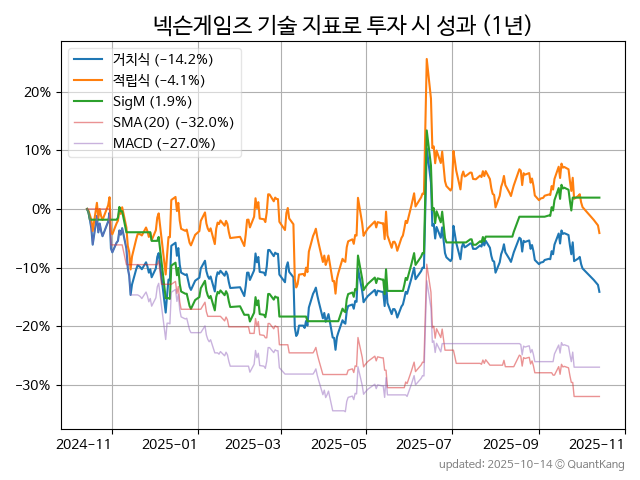 넥슨게임즈 기술 지표로 투자 시 성과 (1년)
거치식 (−14.2%)
적립식 (−4.1%)
SigM (1.9%)
SMA(20) (−32.0%)
MACD (−27.0%)
20%
10%
0%
−10%
−20%
−30%
2024−11 2025−01 2025−03 2025−05 2025−07 2025−09 2025−11
updated: 2025-10-14 © QuantKang